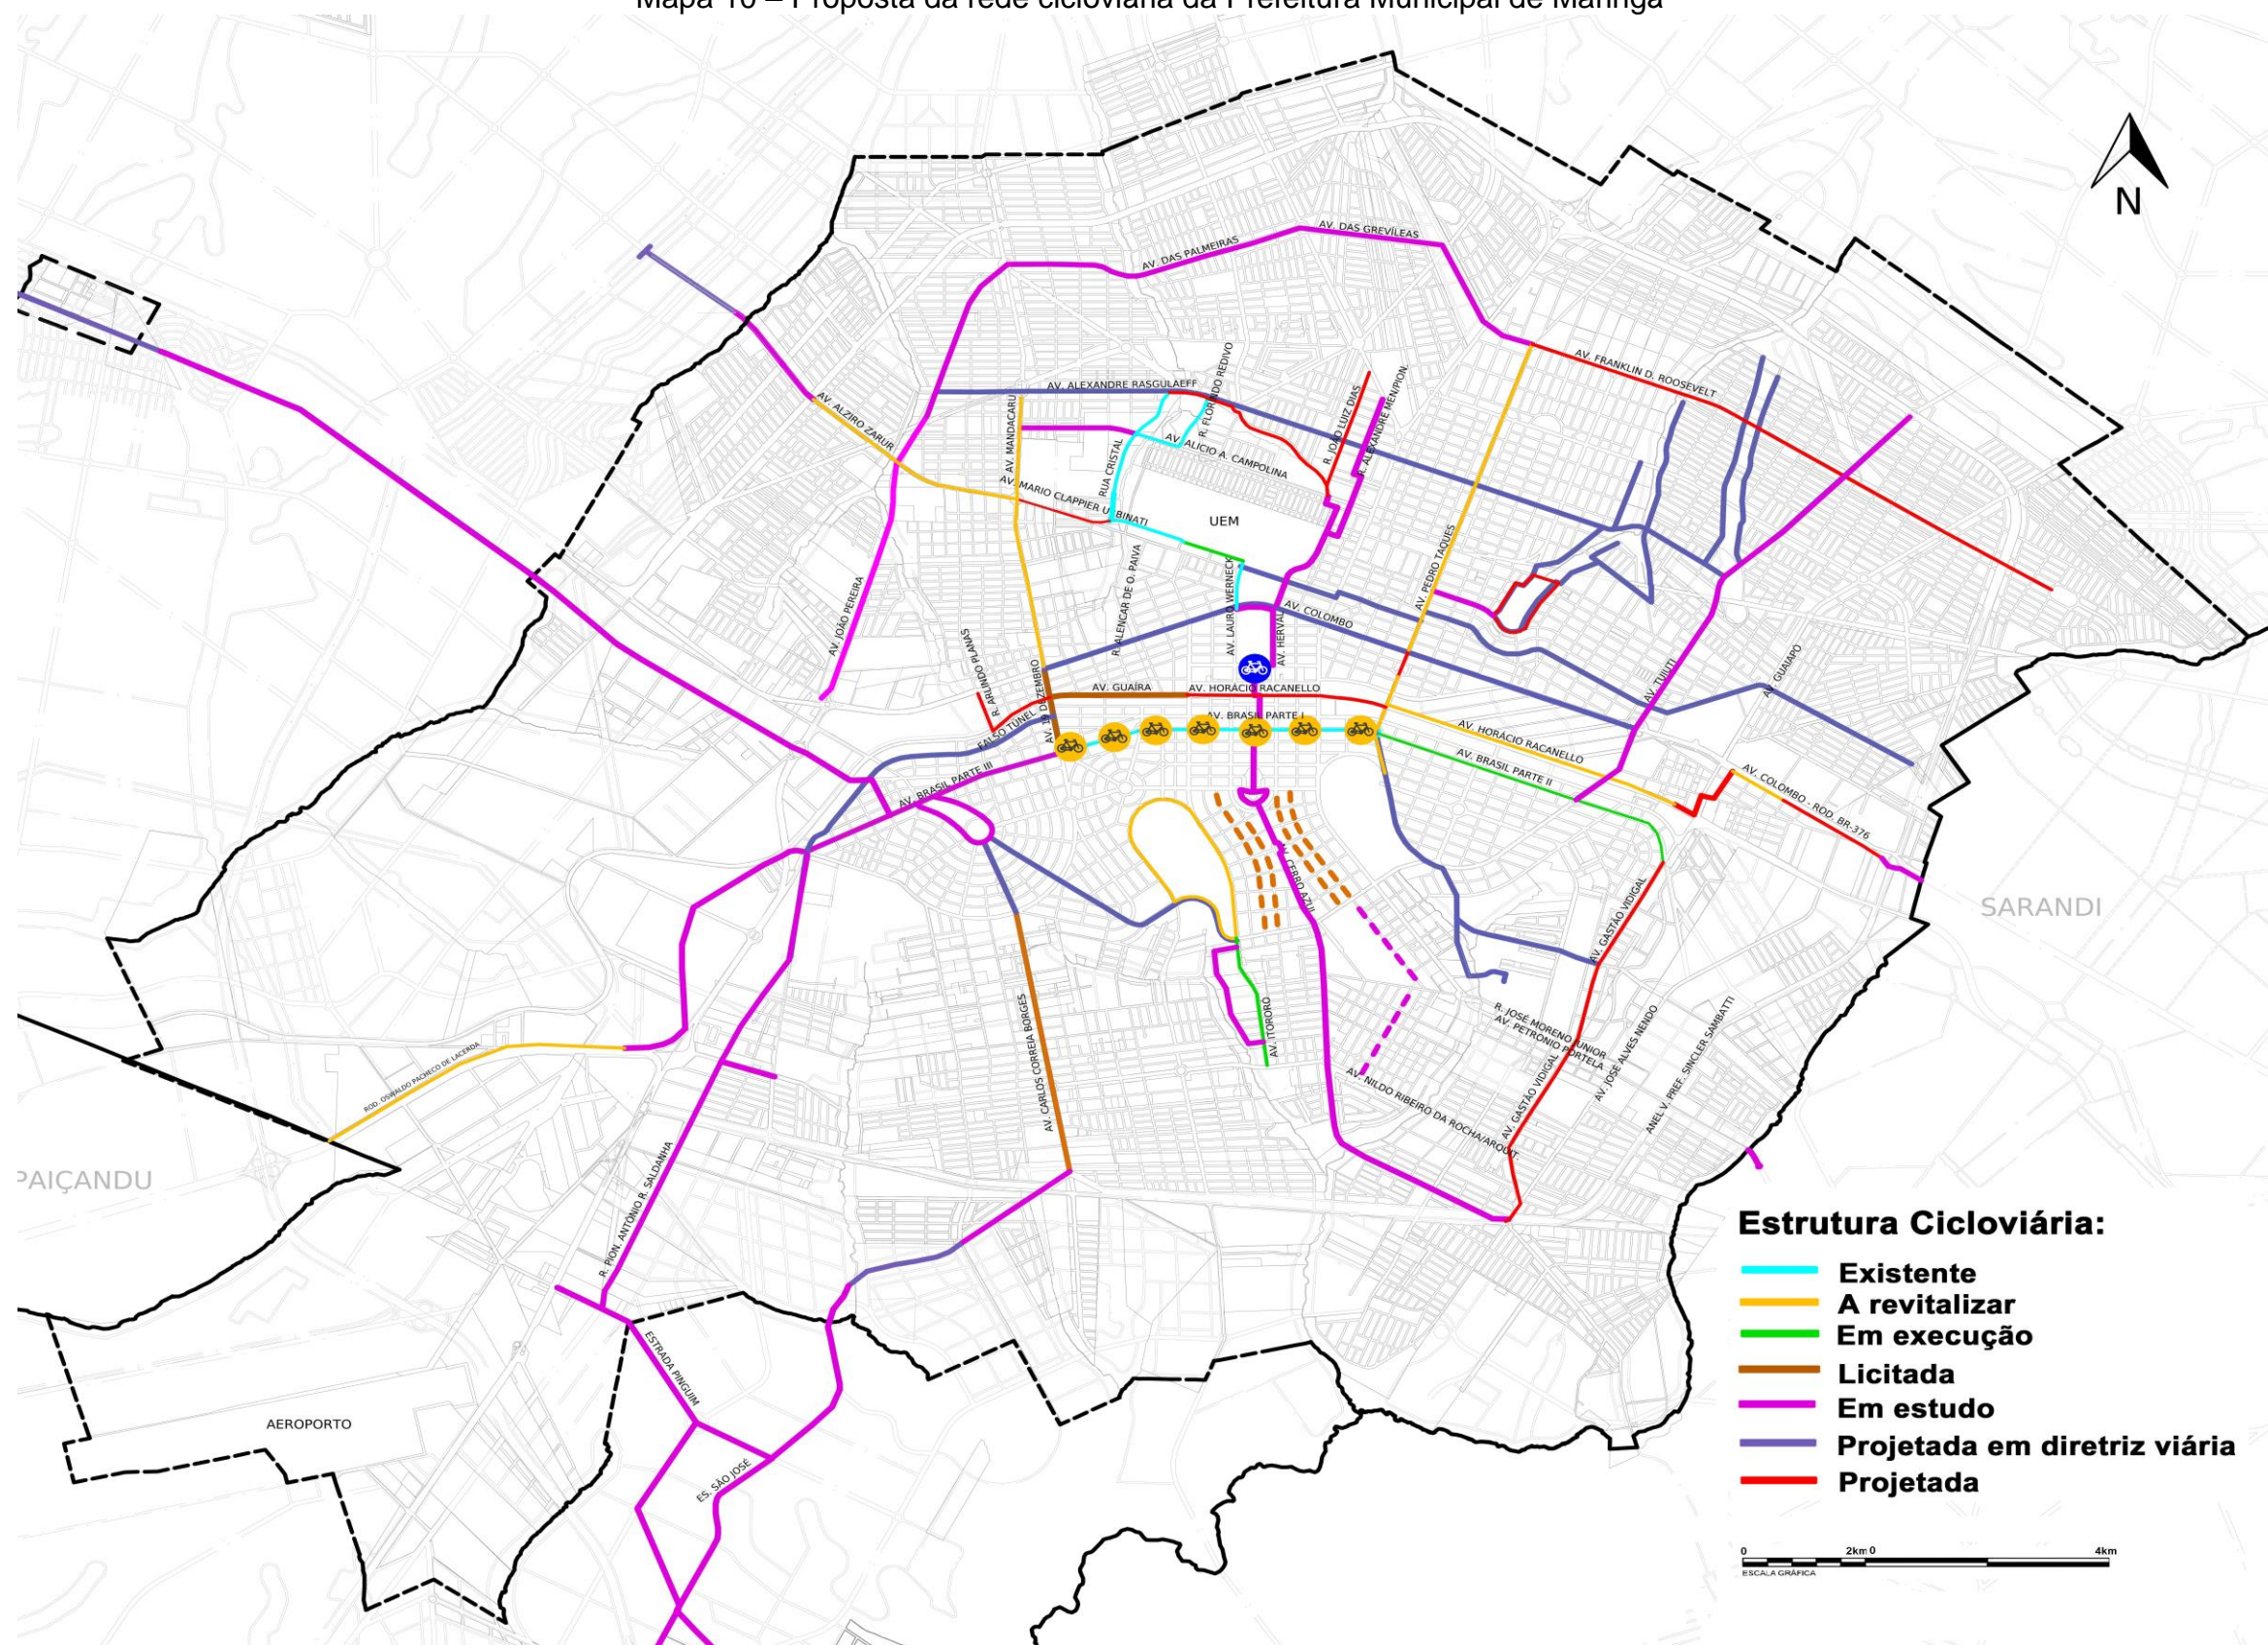 Mapa 10 – Proposta da rede cicloviária da Prefeitura Municipal de Maringá
N
AV. DAS GREVÍLEAS
AV. DAS PALMEIRAS
AV. FRANKLIN D. ROOSEVELT
AV. ALEXANDRE RASGULAEFF
R. FLORINDO REDIVO
R. JOÃO LUIZ DIAS
R. ALEXANDRE MEN/PION.
AV. ALZIRO ZARUR
AV. MANDACARU
RUA CRISTAL
AV. ALICIO A. CAMPOLINA
AV. MARIO CLAPPIER URBINATI
UEM
AV. PEDRO TAQUES
R. ALENCAR DE O. PAIVA
AV. LAURO WERNECK
AV. HERVAL
AV. COLOMBO
AV. JOÃO PEREIRA
R. ARLINDO PLANAS
AV. 19 DEZEMBRO
AV. GUAÍRA
AV. HORÁCIO RACANELLO
AV. TUIUTI
AV. GUAIAPÓ
FALSO TÚNEL
AV. BRASIL PARTE I
AV. HORÁCIO RACANELLO
AV. BRASIL PARTE II
AV. BRASIL PARTE III
AV. COLOMBO - ROD. BR-376
AV. CERRO AZUL
AV. GASTÃO VIDIGAL
SARANDI
AV. ITORORÓ
AV. CARLOS CORREIA BORGES
R. JOSÉ MORENO JUNIOR
AV. PETRONIO PORTELA
AV. JOSÉ ALVES NENDO
ANEL V. PREF. SINCLER SAMBATTI
ROD. OSWALDO PACHECO DE LACERDA
AV. NILDO RIBEIRO DA ROCHA/ARQUIT.
AV. GASTÃO VIDIGAL
PAIÇANDU
R. PION. ANTÔNIO R. SALDANHA
ESTRADA PINGUIM
AEROPORTO
ES. SÃO JOSÉ
Estrutura Cicloviária:
Existente
A revitalizar
Em execução
Licitada
Em estudo
Projetada em diretriz viária
Projetada
0 2km 0 4km
ESCALA GRÁFICA